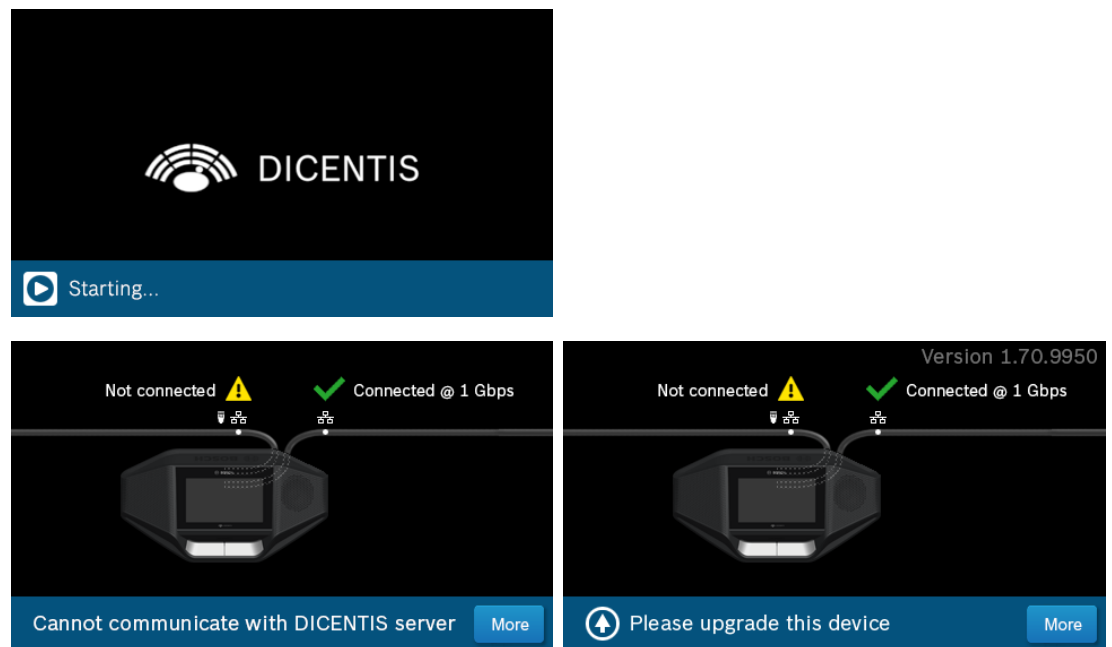 DICENTIS
Starting...
Not connected
Connected @ 1 Gbps
Cannot communicate with DICENTIS server
More
Version 1.70.9950
Not connected
Connected @ 1 Gbps
Please upgrade this device
More